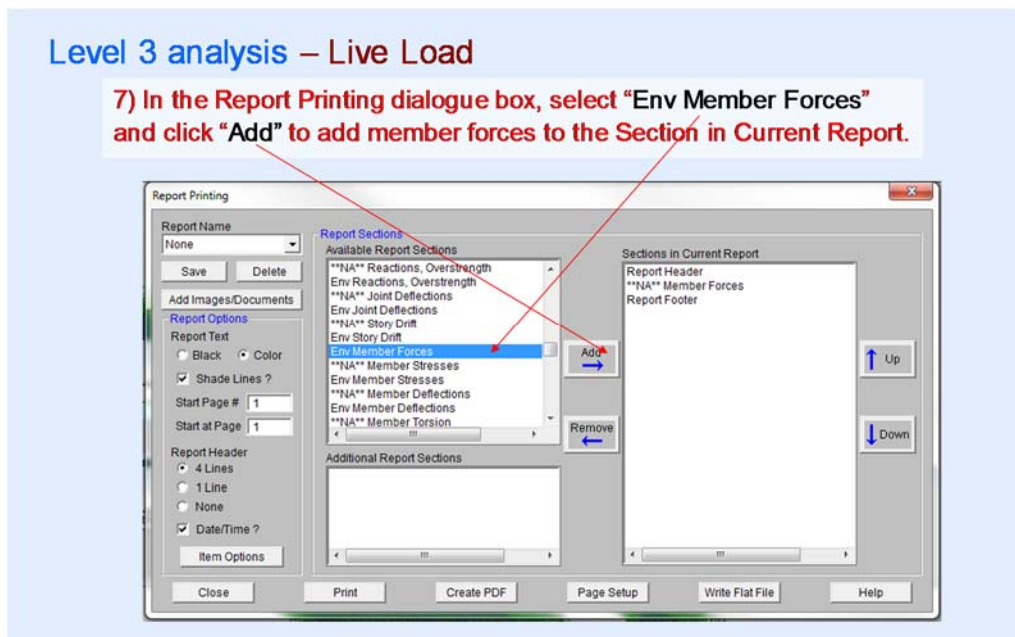 Level 3 analysis – Live Load
7) In the Report Printing dialogue box, select “Env Member Forces”
and click “Add” to add member forces to the Section in Current Report.
Report Printing
Report Name
None
Save
Delete
Add Images/Documents
Report Options
Report Text
Black
Color
Shade Lines ?
Start Page #
1
Start at Page
1
Report Header
4 Lines
1 Line
None
Date/Time ?
Item Options
Report Sections
Available Report Sections
**NA** Reactions, Overstrength
Env Reactions, Overstrength
**NA** Joint Deflections
Env Joint Deflections
**NA** Story Drift
Env Story Drift
Env Member Forces
**NA** Member Stresses
Env Member Stresses
**NA** Member Deflections
Env Member Deflections
**NA** Member Torsion
Additional Report Sections
Add
Remove
Sections in Current Report
Report Header
**NA** Member Forces
Report Footer
Up
Down
Close
Print
Create PDF
Page Setup
Write Flat File
Help